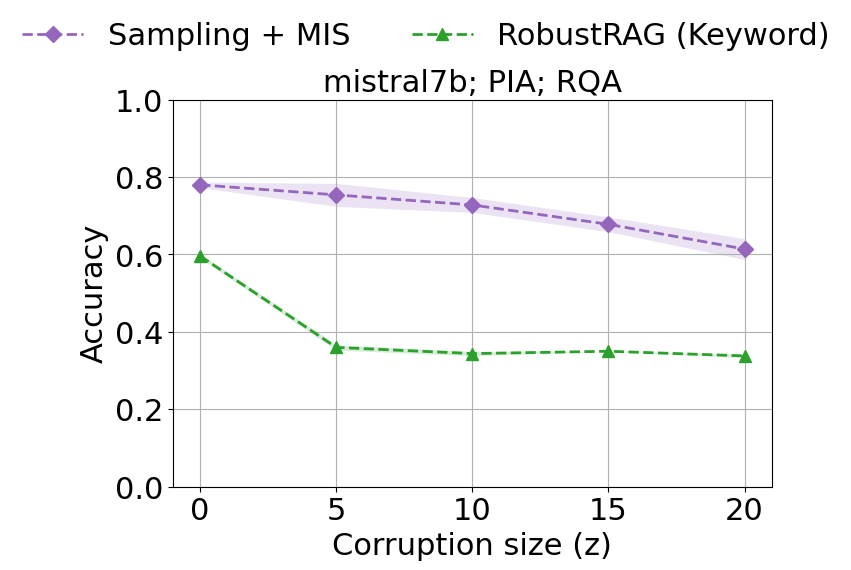 Sampling + MIS RobustRAG (Keyword)
mistral7b; PIA; RQA
1.0
0.8
0.6
0.4
0.2
0.0
Accuracy
0 5 10 15 20
Corruption size (z)